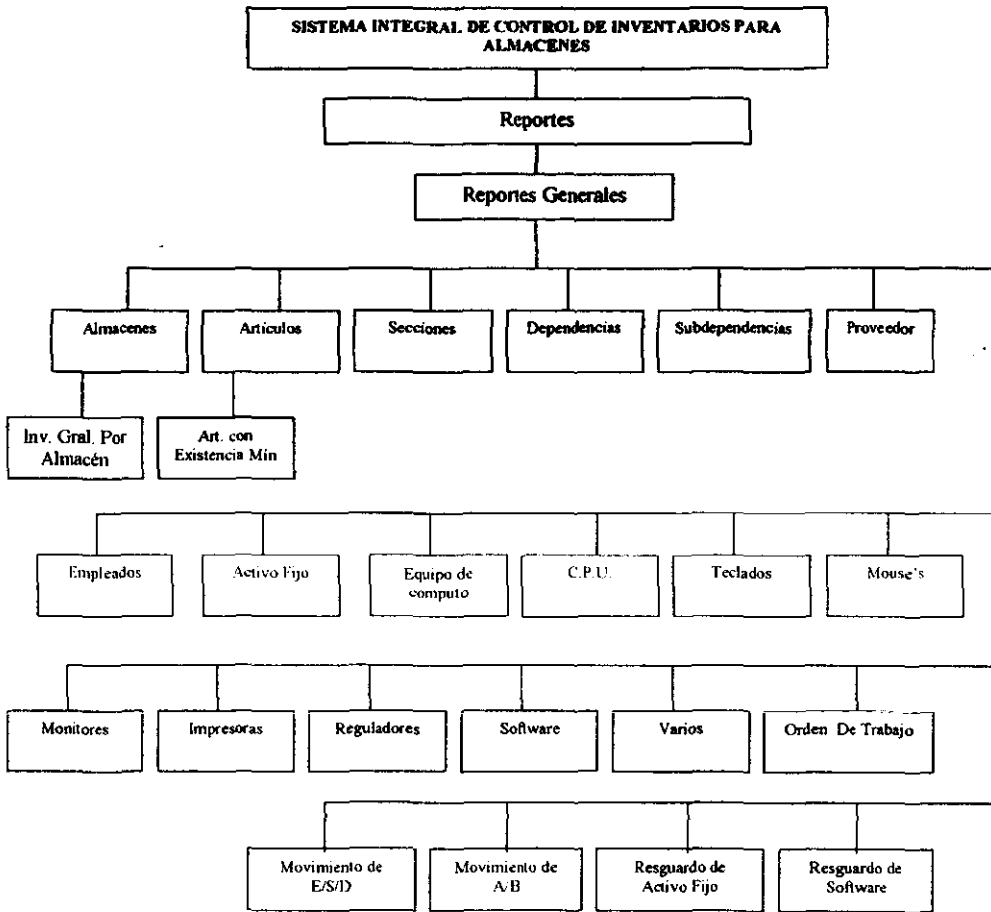 SISTEMA INTEGRAL DE CONTROL DE INVENTARIOS PARA
ALMACENES
Reportes
Reportes Generales
Almacenes
Artículos
Secciones
Dependencias
Subdependencias
Proveedor
Inv. Gral. Por
Almacén
Art. con
Existencia Mín
Empleados
Activo Fijo
Equipo de
computo
C.P.U.
Teclados
Mouse's
Monitores
Impresoras
Reguladores
Software
Varios
Orden De Trabajo
Movimiento de
E/S/D
Movimiento de
A/B
Resguardo de
Activo Fijo
Resguardo de
Software